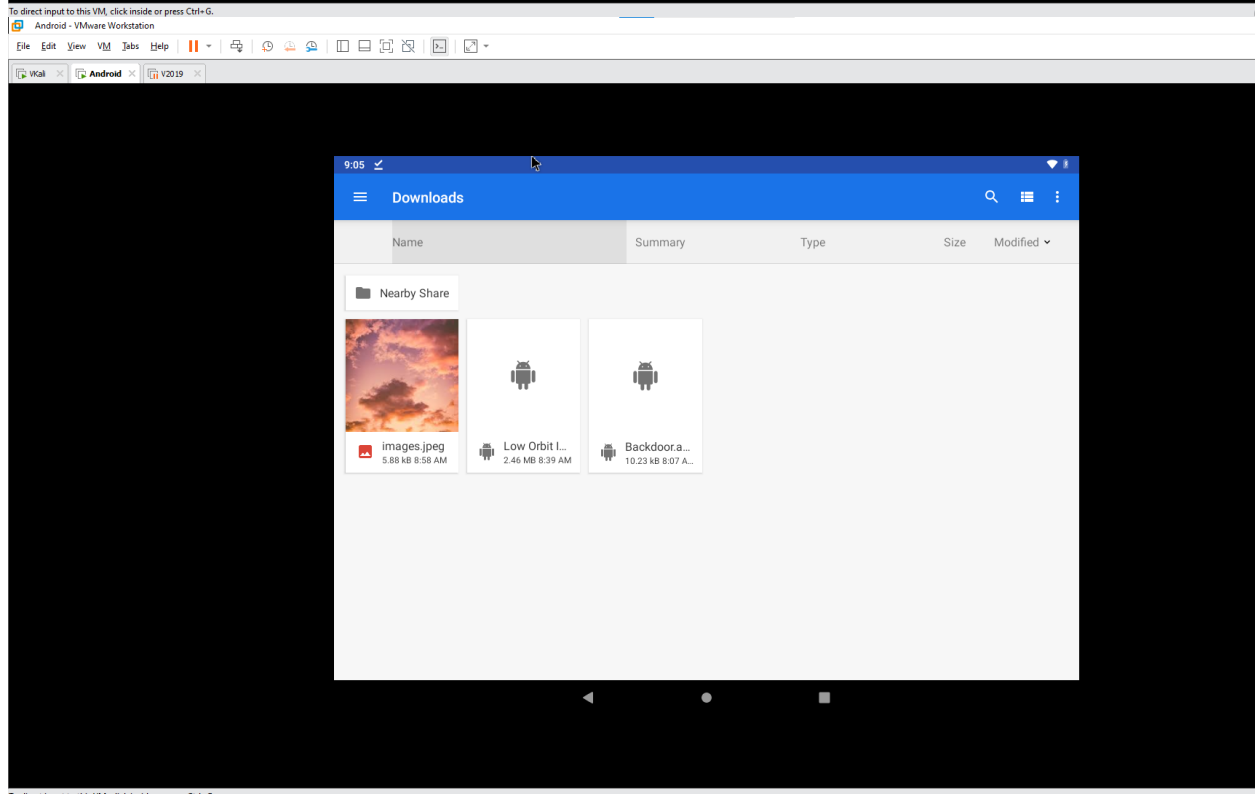 To direct input to this VM, click inside or press Ctrl+G.
Android - VMware Workstation
File Edit View VM Tabs Help
VKali Android V2019
9:05
Downloads
Name Summary Type Size Modified
Nearby Share
images.jpeg
5.88 kB 8:58 AM
Low Orbit I...
2.46 MB 8:39 AM
Backdoor.a...
10.23 kB 8:07 A...